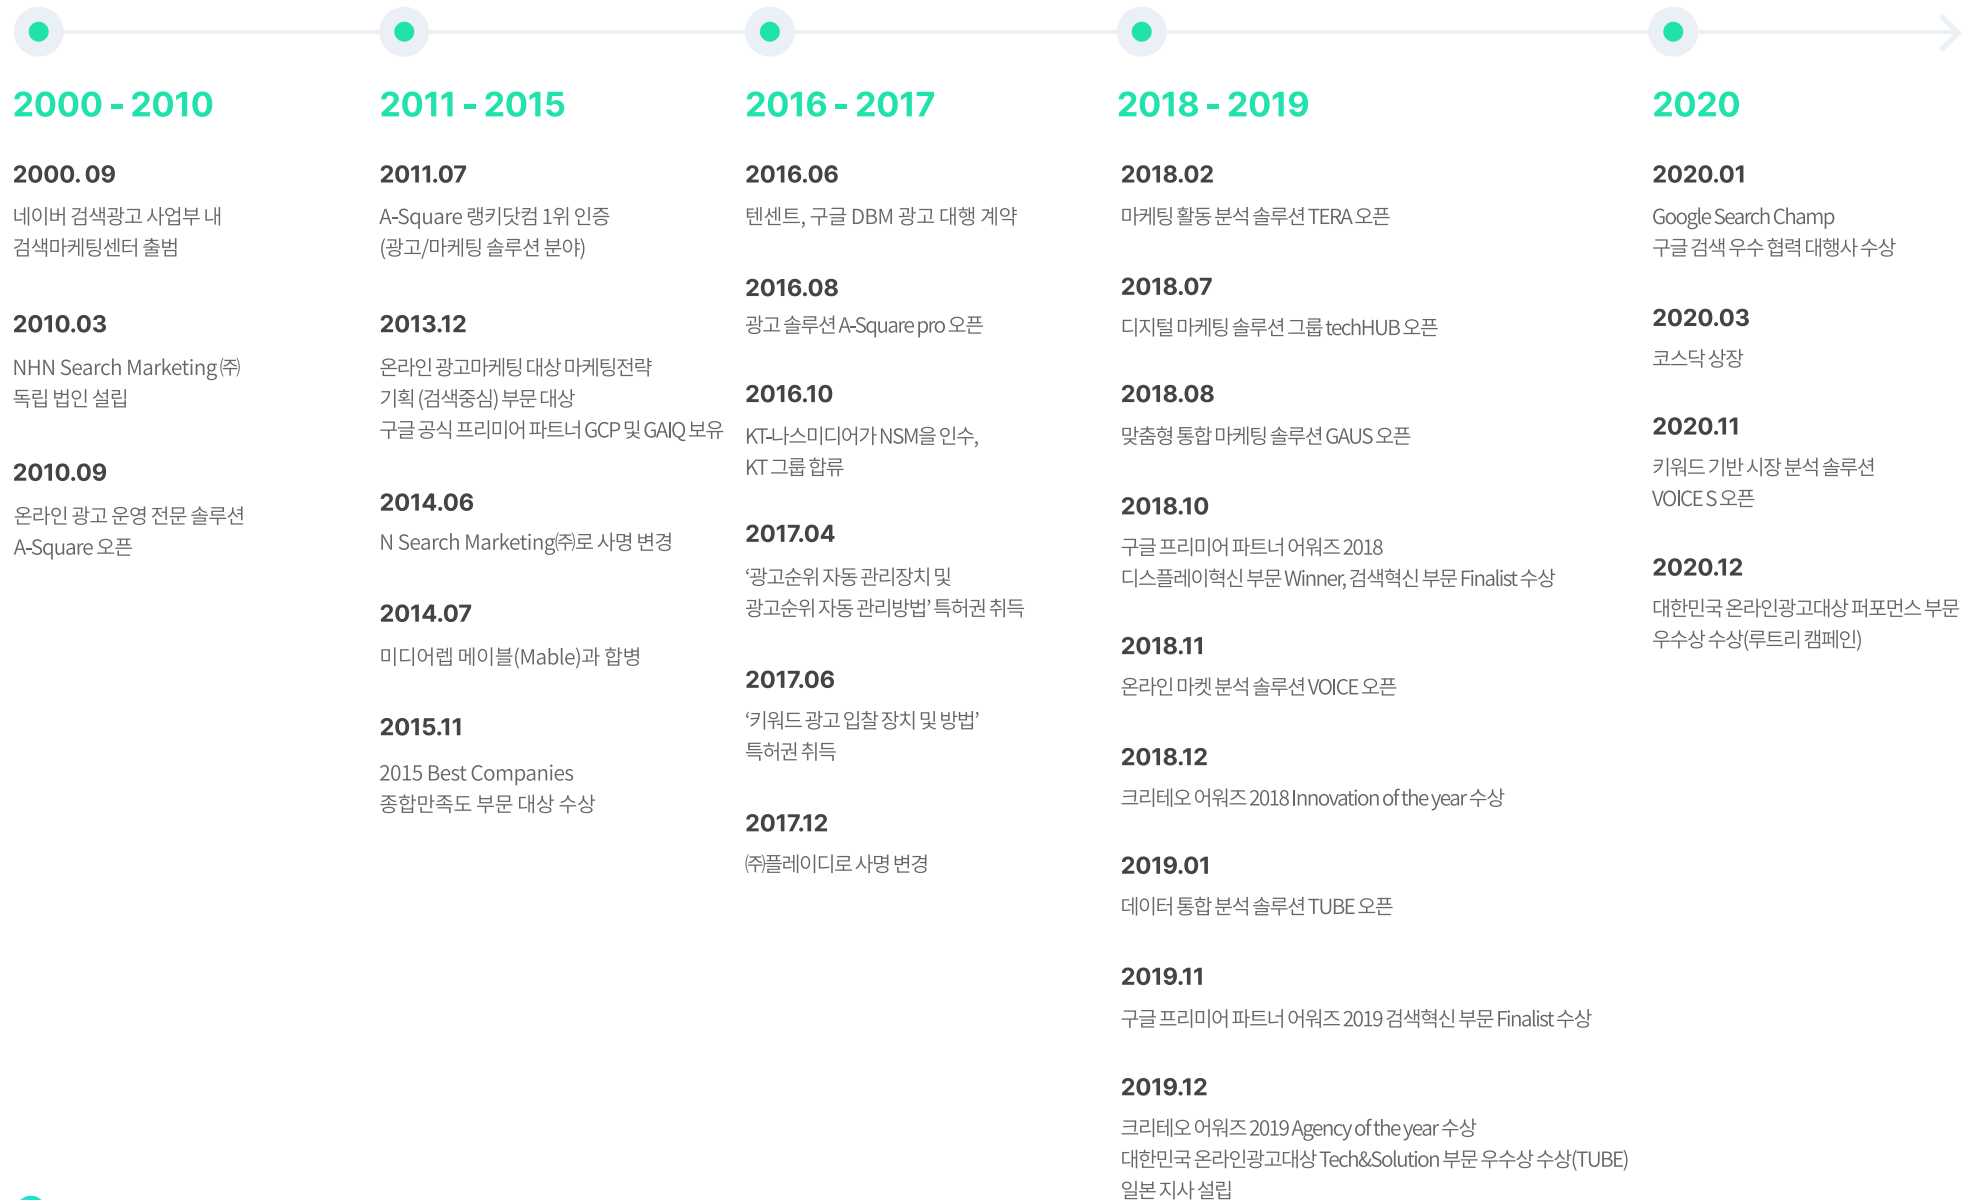 2000 - 2010
2000. 09
네이버 검색광고 사업부 내
검색마케팅센터 출범
2010.03
NHN Search Marketing ㈜
독립 법인 설립
2010.09
온라인 광고 운영 전문 솔루션
A-Square 오픈
2011 - 2015
2011.07
A-Square 랭키닷컴 1위 인증
(광고/마케팅 솔루션 분야)
2013.12
온라인 광고마케팅 대상 마케팅전략
기획 (검색중심) 부문 대상
구글 공식 프리미어 파트너 GCP 및 GAIQ 보유
2014.06
N Search Marketing㈜로 사명 변경
2014.07
미디어렙 메이블(Mable)과 합병
2015.11
2015 Best Companies
종합만족도 부문 대상 수상
2016 - 2017
2016.06
텐센트, 구글 DBM 광고 대행 계약
2016.08
광고 솔루션 A-Square pro 오픈
2016.10
KT-나스미디어가 NSM을 인수,
KT 그룹 합류
2017.04
‘광고순위 자동 관리장치 및
광고순위 자동 관리방법’ 특허권 취득
2017.06
‘키워드 광고 입찰 장치 및 방법’
특허권 취득
2017.12
㈜플레이디로 사명 변경
2018 - 2019
2018.02
마케팅 활동 분석 솔루션 TERA 오픈
2018.07
디지털 마케팅 솔루션 그룹 techHUB 오픈
2018.08
맞춤형 통합 마케팅 솔루션 GAUS 오픈
2018.10
구글 프리미어 파트너 어워즈 2018
디스플레이혁신 부문 Winner, 검색혁신 부문 Finalist 수상
2018.11
온라인 마켓 분석 솔루션 VOICE 오픈
2018.12
크리테오 어워즈 2018 Innovation of the year 수상
2019.01
데이터 통합 분석 솔루션 TUBE 오픈
2019.11
구글 프리미어 파트너 어워즈 2019 검색혁신 부문 Finalist 수상
2019.12
크리테오 어워즈 2019 Agency of the year 수상
대한민국 온라인광고대상 Tech&Solution 부문 우수상 수상(TUBE)
일본 지사 설립
2020
2020.01
Google Search Champ
구글 검색 우수 협력 대행사 수상
2020.03
코스닥 상장
2020.11
키워드 기반 시장 분석 솔루션
VOICE S 오픈
2020.12
대한민국 온라인광고대상 퍼포먼스 부문
우수상 수상(루트리 캠페인)